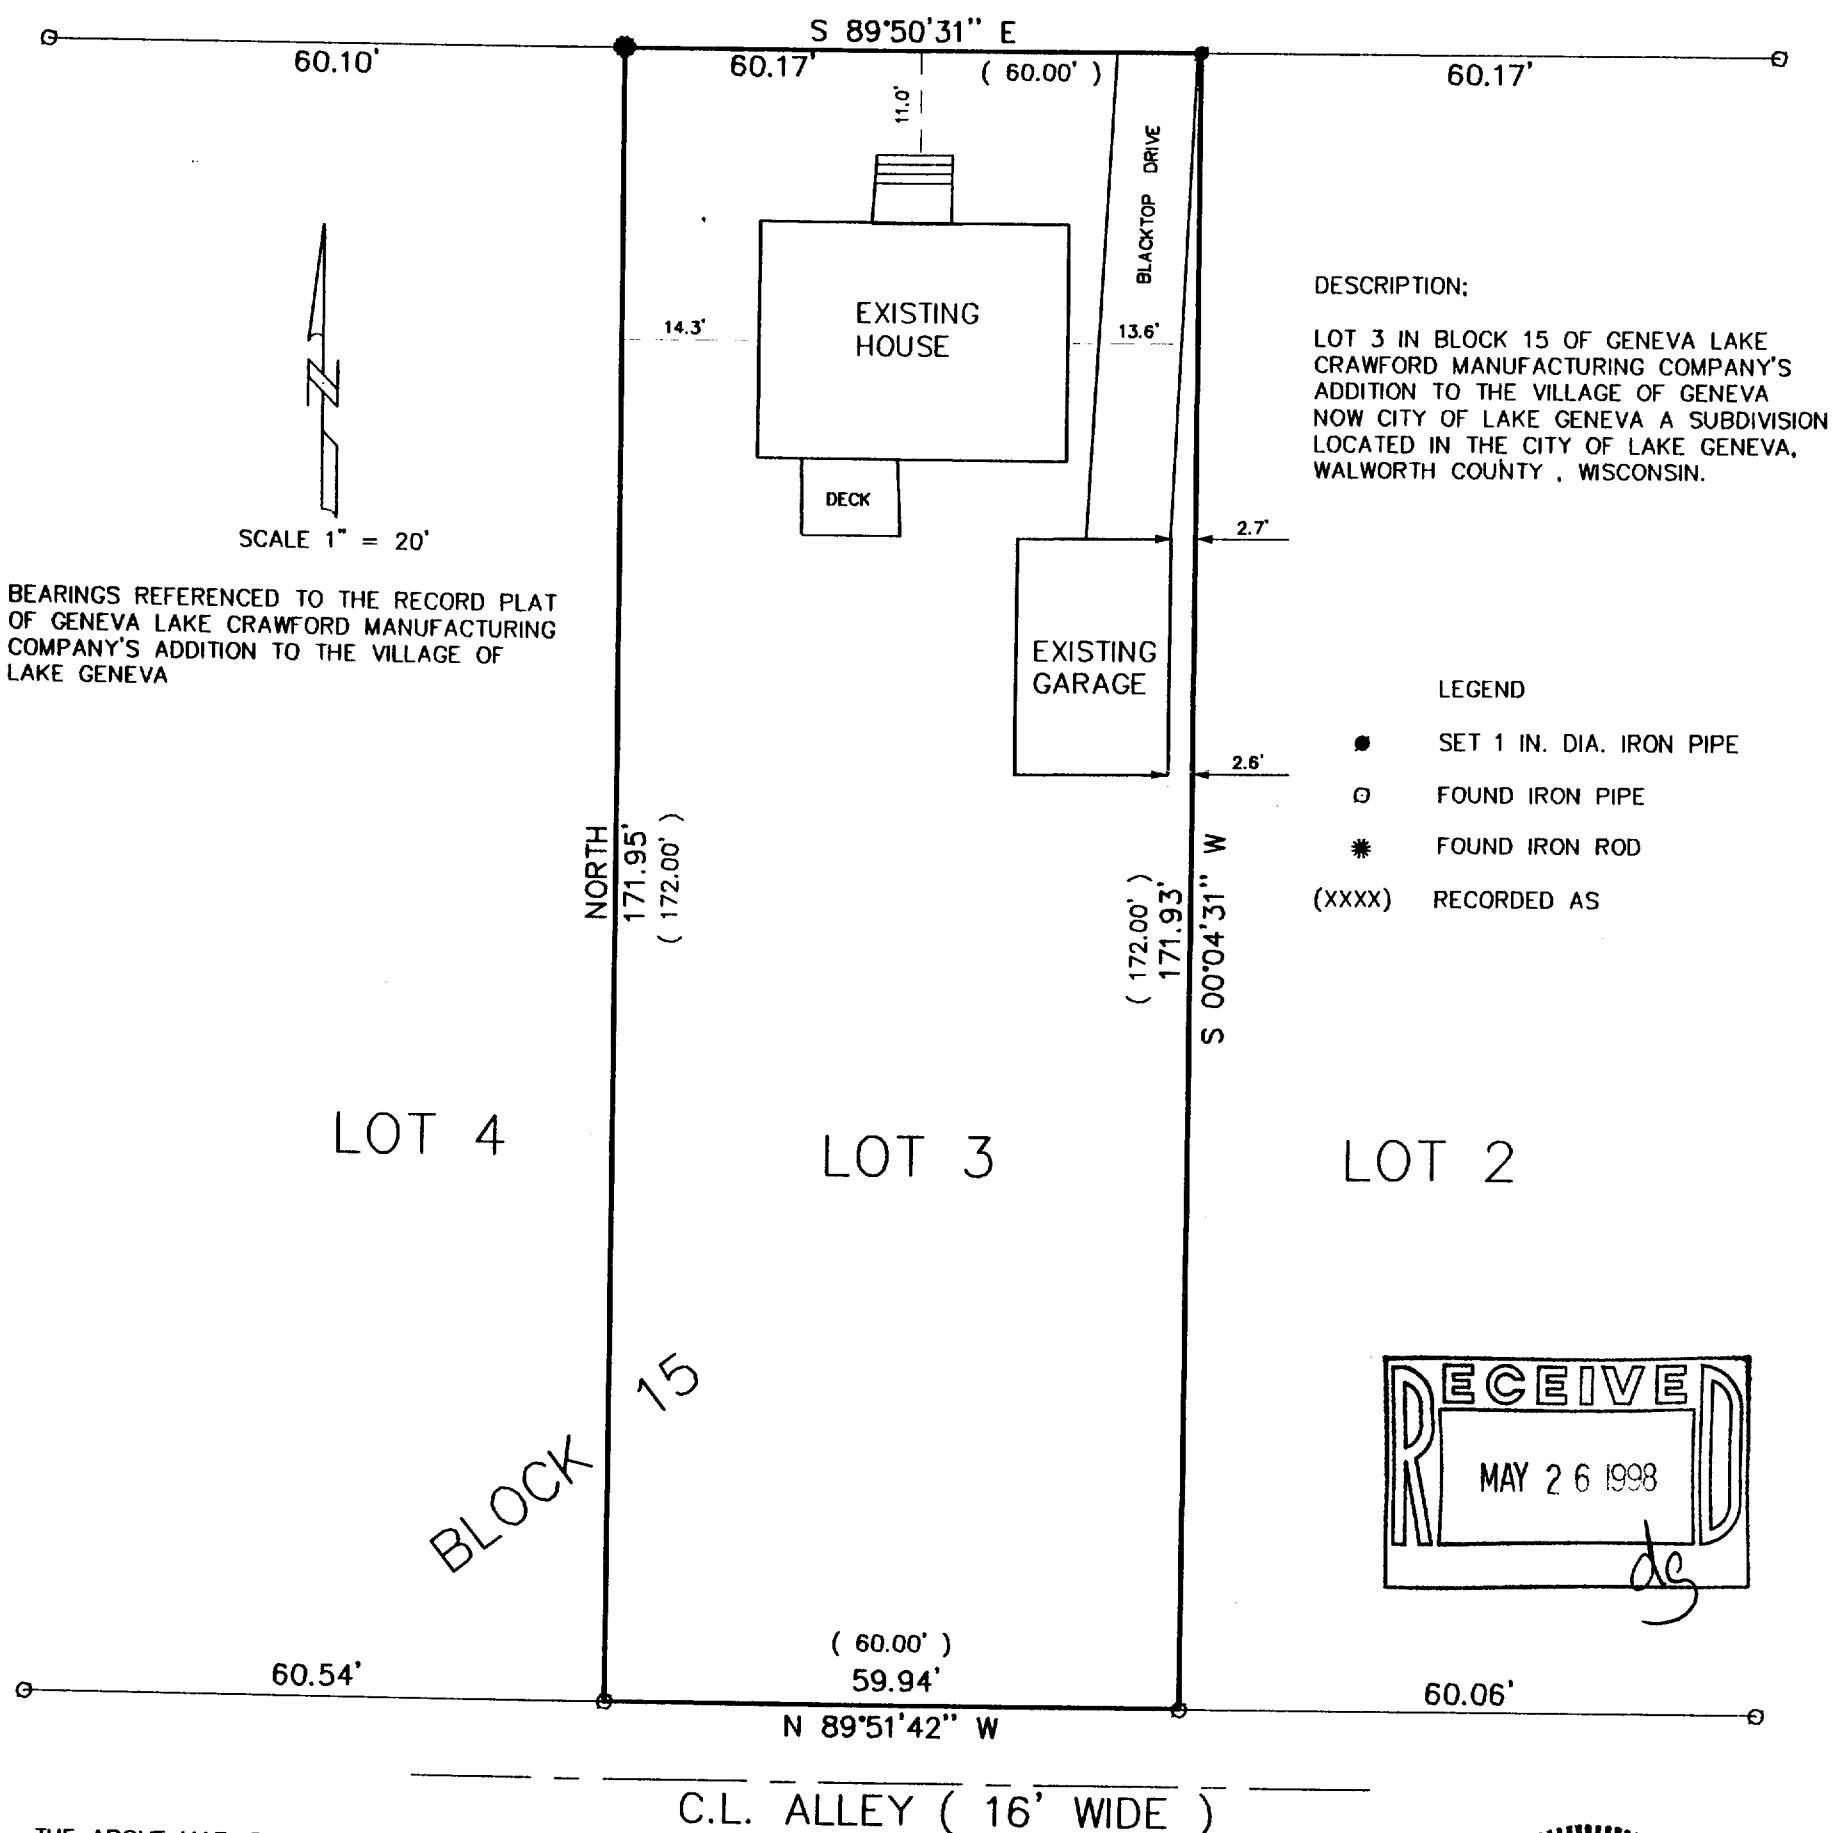 S 89°50'31" E
60.10'
60.17'
( 60.00' )
60.17'
11.0'
BLACKTOP DRIVE
DESCRIPTION:
LOT 3 IN BLOCK 15 OF GENEVA LAKE
CRAWFORD MANUFACTURING COMPANY'S
ADDITION TO THE VILLAGE OF GENEVA
NOW CITY OF LAKE GENEVA A SUBDIVISION
LOCATED IN THE CITY OF LAKE GENEVA,
WALWORTH COUNTY , WISCONSIN.
EXISTING
HOUSE
14.3'
13.6'
N
DECK
SCALE 1" = 20'
2.7'
BEARINGS REFERENCED TO THE RECORD PLAT
OF GENEVA LAKE CRAWFORD MANUFACTURING
COMPANY'S ADDITION TO THE VILLAGE OF
LAKE GENEVA
EXISTING
GARAGE
2.6'
LEGEND
SET 1 IN. DIA. IRON PIPE
FOUND IRON PIPE
FOUND IRON ROD
(XXXX) RECORDED AS
NORTH
171.95'
( 172.00' )
( 172.00' )
171.93'
S 00°04'31" W
LOT 4
LOT 3
LOT 2
BLOCK 15
RECEIVED
MAY 26 1998
ds
( 60.00' )
60.54'
59.94'
60.06'
N 89°51'42" W
C.L. ALLEY ( 16' WIDE )